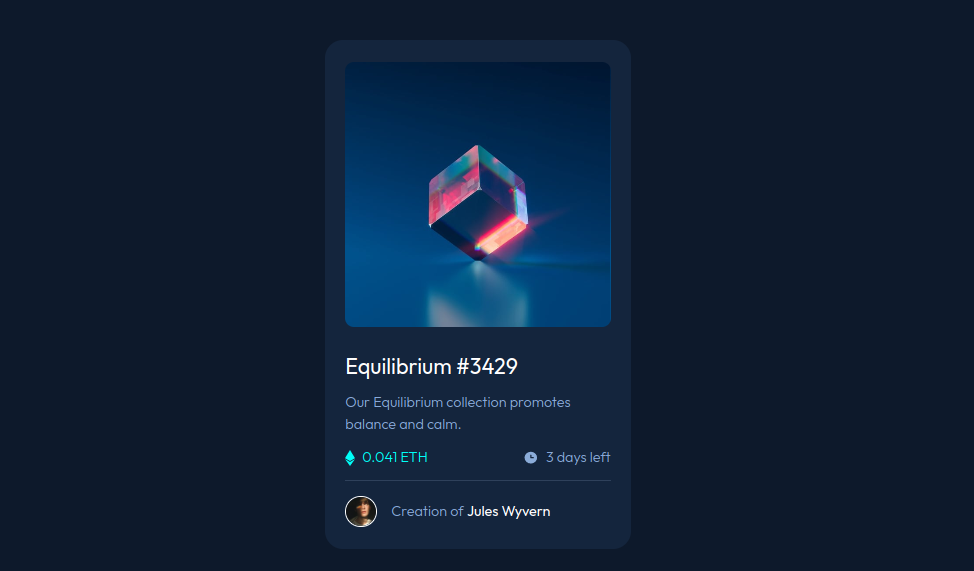 Equilibrium #3429
Our Equilibrium collection promotes
balance and calm.
0.041 ETH 3 days left
Creation of Jules Wyvern